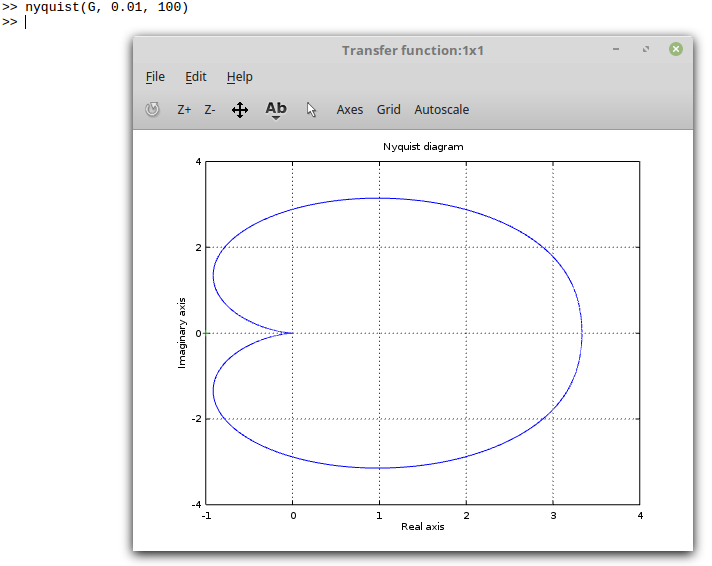 >> nyquist(G, 0.01, 100)
>>
Transfer function:1x1
File Edit Help
Z+ Z- Ab Axes Grid Autoscale
Nyquist diagram
4
2
0
-2
-4
Imaginary axis
-1 0 1 2 3 4
Real axis